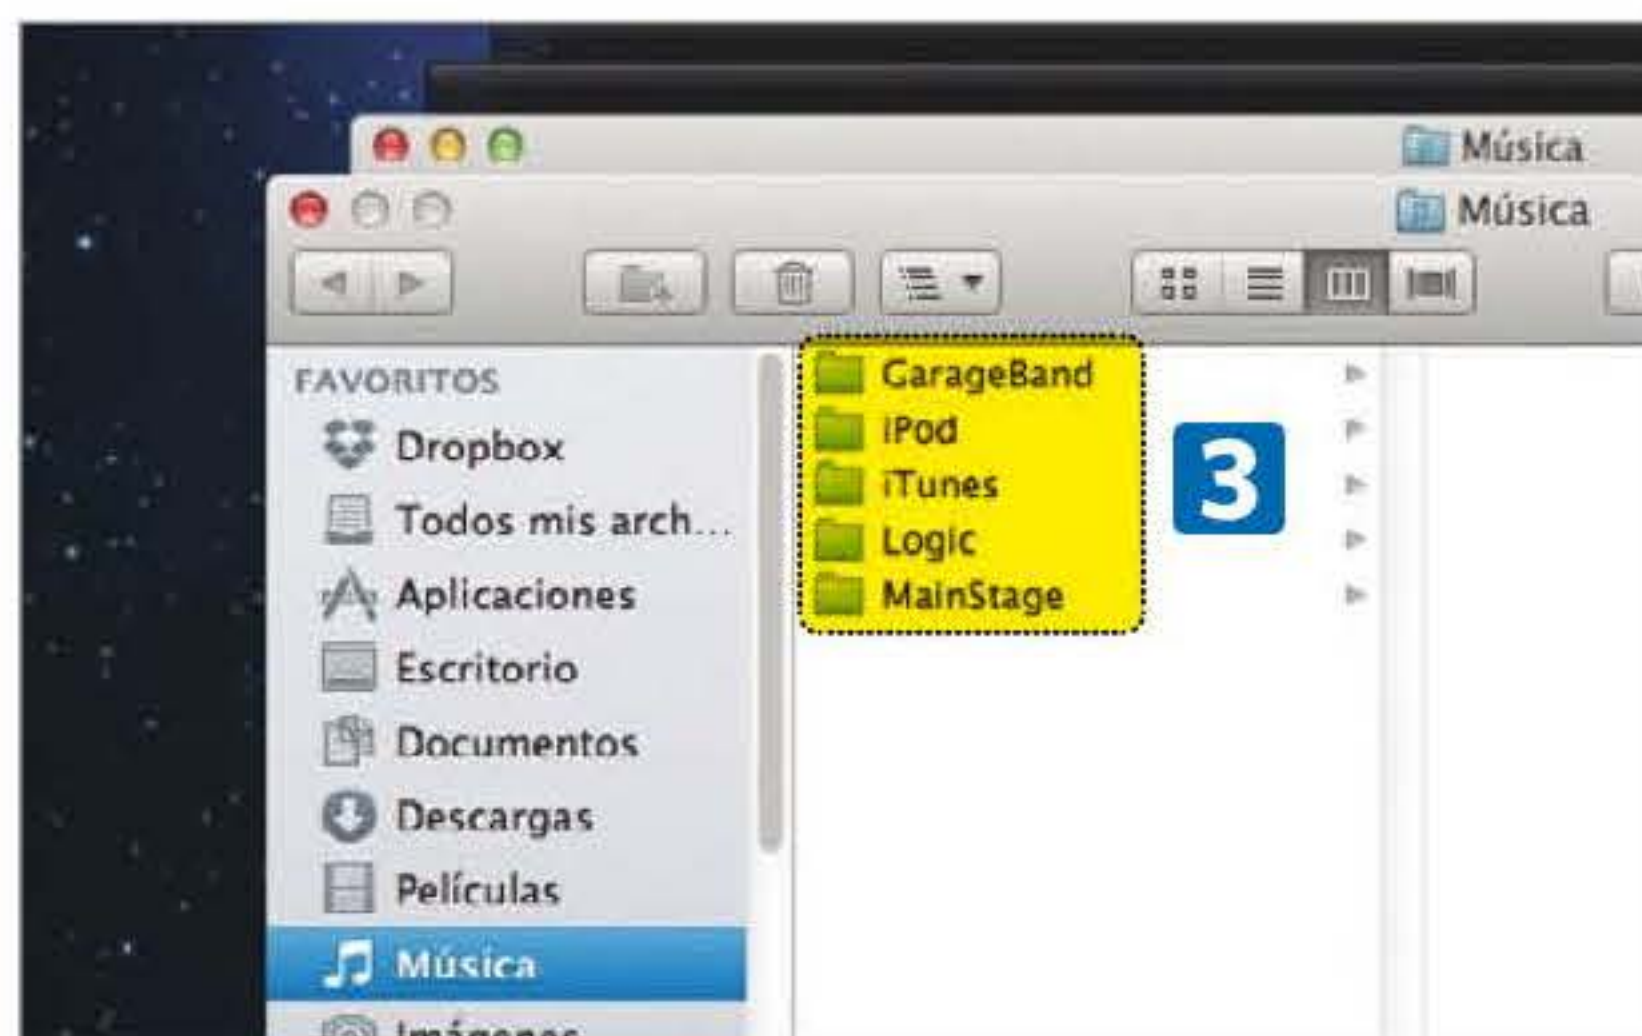 Música
Música
FAVORITOS
Dropbox
Todos mis arch...
Aplicaciones
Escritorio
Documentos
Descargas
Películas
Música
Imágenes
GarageBand
iPod
iTunes
Logic
MainStage
3